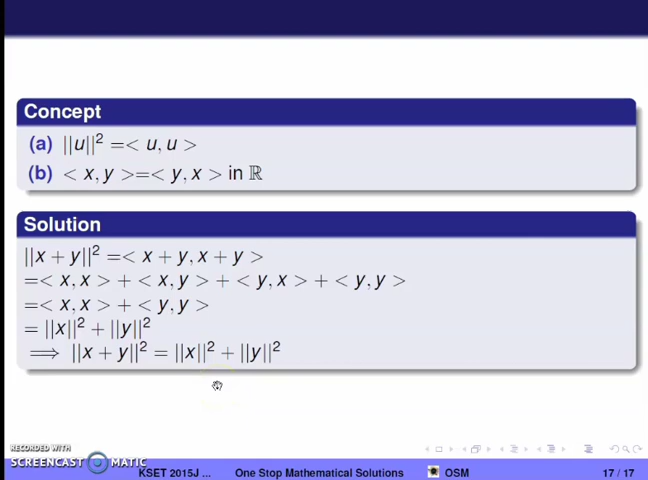 Concept
(a) ||u||² =< u, u >
(b) < x, y >=< y, x > in ℝ
Solution
||x + y||² =< x + y, x + y >
=< x, x > + < x, y > + < y, x > + < y, y >
=< x, x > + < y, y >
= ||x||² + ||y||²
⟹ ||x + y||² = ||x||² + ||y||²
RECORDED WITH
SCREENCAST MATIC
KSET 2015J ... One Stop Mathematical Solutions OSM 17 / 17